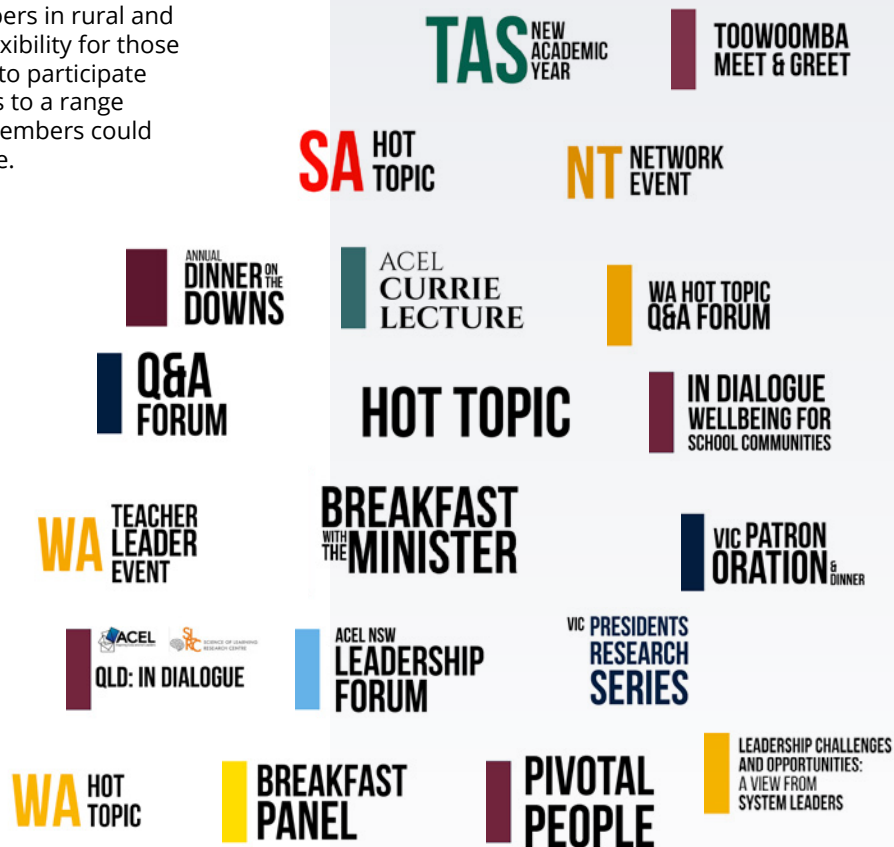 bers in rural and
exibility for those
to participate
s to a range
embers could
e.
TAS NEW
ACADEMIC
YEAR
TOOWOOMBA
MEET & GREET
SA HOT
TOPIC
NT NETWORK
EVENT
ANNUAL
DINNER ON
THE
DOWNS
ACEL
CURRIE
LECTURE
WA HOT TOPIC
Q&A FORUM
Q&A
FORUM
HOT TOPIC
IN DIALOGUE
WELLBEING FOR
SCHOOL COMMUNITIES
WA TEACHER
LEADER
EVENT
BREAKFAST
WITH
THE MINISTER
VIC PATRON
ORATION &
DINNER
ACEL
SCIENCE OF LEARNING
RESEARCH CENTRE
QLD: IN DIALOGUE
ACEL NSW
LEADERSHIP
FORUM
VIC PRESIDENTS
RESEARCH
SERIES
WA HOT
TOPIC
BREAKFAST
PANEL
PIVOTAL
PEOPLE
LEADERSHIP CHALLENGES
AND OPPORTUNITIES:
A VIEW FROM
SYSTEM LEADERS